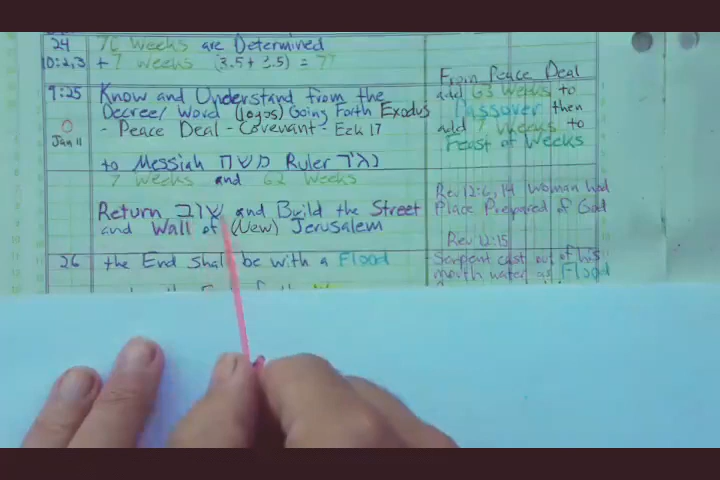 24 70 Weeks are Determined
10:2,3 + 7 weeks (3.5+3.5) = 77
9:25 Know and Understand from the
Decree/Word (logos) Going Forth Exodus
- Peace Deal - Covenant - Ezk 17
Jan 11
to Messiah משח Ruler נגיד
7 weeks and 62 Weeks
Return שוב and Build the Street
and Wall of (New) Jerusalem
26 the End Shall be with a Flood
From Peace Deal
add 63 Weeks to
Passover then
add 7 Weeks to
Feast of Weeks
Rev 12:6,14 Woman had
Place Prepared of God
Rev 12:15
Serpent cast out of his
mouth water as Flood